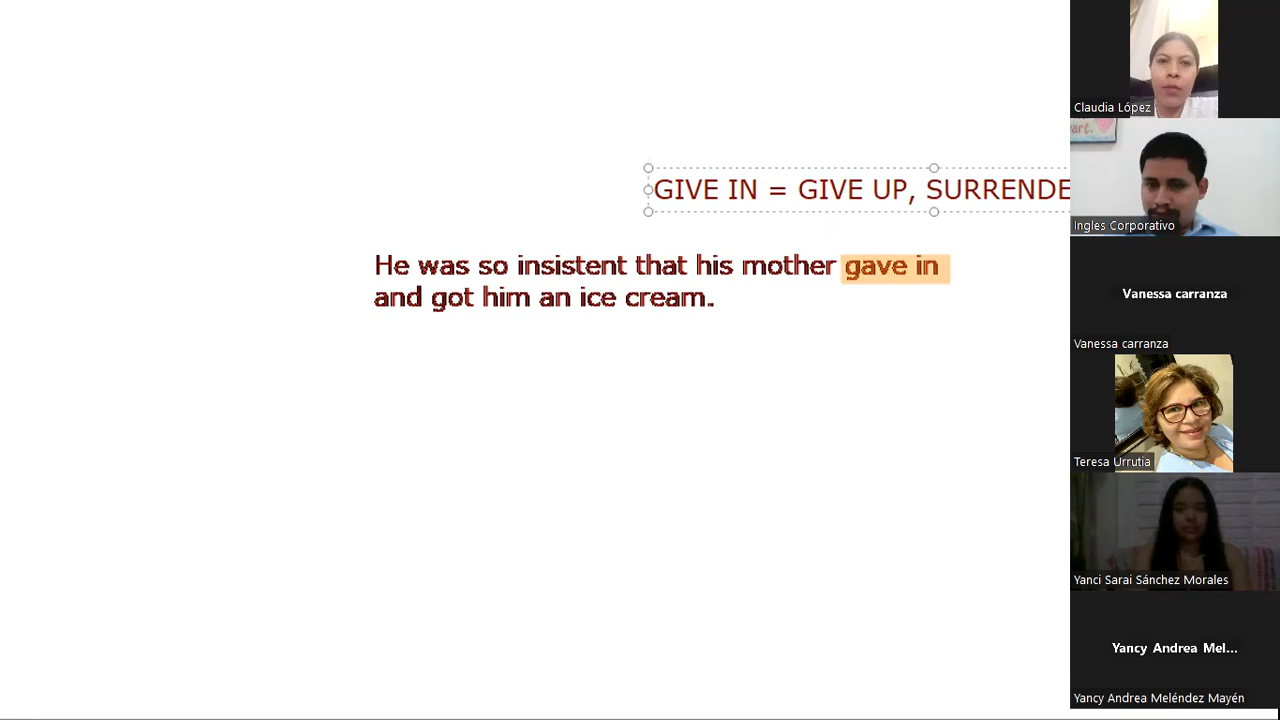 GIVE IN = GIVE UP, SURRENDE
He was so insistent that his mother gave in
and got him an ice cream.
Claudia López
eart.
Ingles Corporativo
Vanessa carranza
Vanessa carranza
Teresa Urrutia
Yanci Sarai Sánchez Morales
Yancy Andrea Mel...
Yancy Andrea Meléndez Mayén